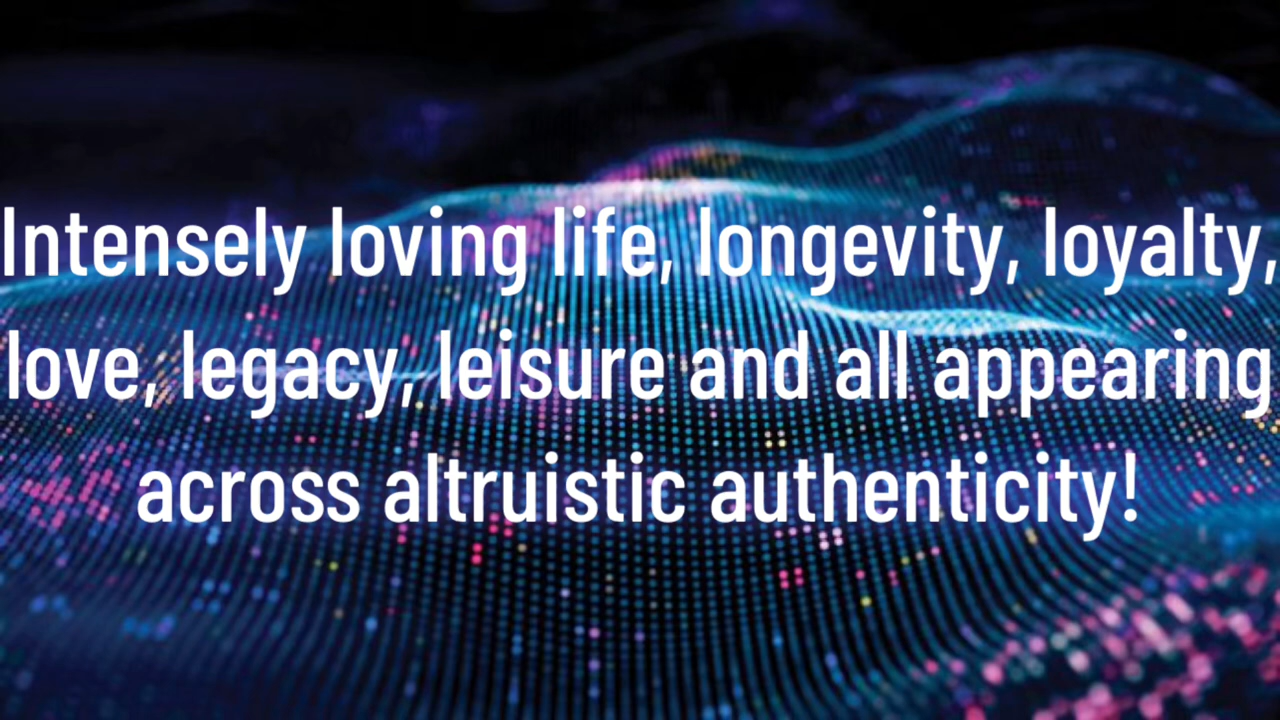 Intensely loving life, longevity, loyalty,
love, legacy, leisure and all appearing
across altruistic authenticity!